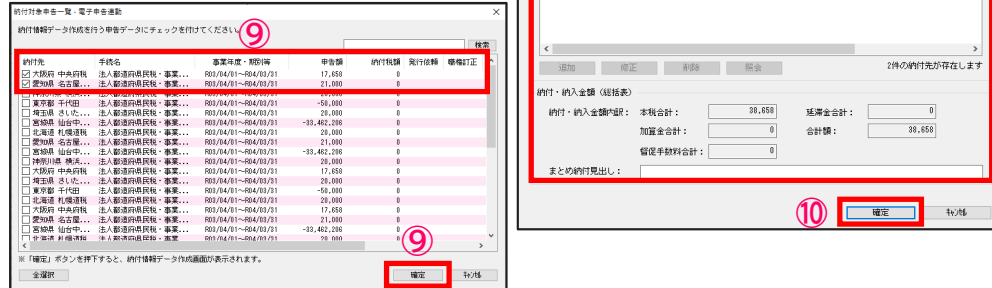 納付対象申告一覧 - 電子申告連動
納付情報データ作成を行う申告データにチェックを付けてください。
⑨
検索
納付先 手続名 事業年度・期別等 申告額 納付税額 発行依頼 職権訂正
大阪府 中央府税 法人都道府県民税・事業... R03/04/01～R04/03/31 17,658 0
愛知県 名古屋... 法人都道府県民税・事業... R03/04/01～R04/03/31 21,000 0
東京都 千代田 法人都道府県民税・事業... R03/04/01～R04/03/31 -50,000 0
埼玉県 さいた... 法人都道府県民税・事業... R03/04/01～R04/03/31 20,000 0
宮城県 仙台中... 法人都道府県民税・事業... R03/04/01～R04/03/31 -33,462,206 0
北海道 札幌道税 法人都道府県民税・事業... R03/04/01～R04/03/31 20,000 0
愛知県 名古屋... 法人都道府県民税・事業... R03/04/01～R04/03/31 21,000 0
宮城県 仙台中... 法人都道府県民税・事業... R03/04/01～R04/03/31 -33,462,206 0
神奈川県 横浜... 法人都道府県民税・事業... R03/04/01～R04/03/31 20,000 0
大阪府 中央府税 法人都道府県民税・事業... R03/04/01～R04/03/31 17,658 0
埼玉県 さいた... 法人都道府県民税・事業... R03/04/01～R04/03/31 20,000 0
東京都 千代田 法人都道府県民税・事業... R03/04/01～R04/03/31 -50,000 0
北海道 札幌道税 法人都道府県民税・事業... R03/04/01～R04/03/31 20,000 0
大阪府 中央府税 法人都道府県民税・事業... R03/04/01～R04/03/31 17,658 0
愛知県 名古屋... 法人都道府県民税・事業... R03/04/01～R04/03/31 21,000 0
宮城県 仙台中... 法人都道府県民税・事業... R03/04/01～R04/03/31 -33,462,206 0
北海道 札幌道税 法人都道府県民税・事業... R03/04/01～R04/03/31 20,000 0
⑨
※「確定」ボタンを押下すると、納付情報データ作成画面が表示されます。
全選択 確定 ｷｬﾝｾﾙ
追加 修正 削除 照会 2件の納付先が存在します
納付・納入金額（総括表）
納付・納入金額内訳： 本税合計： 38,658 延滞金合計： 0
加算金合計： 0 合計額： 38,658
督促手数料合計： 0
まとめ納付見出し：
⑩ 確定 ｷｬﾝｾﾙ